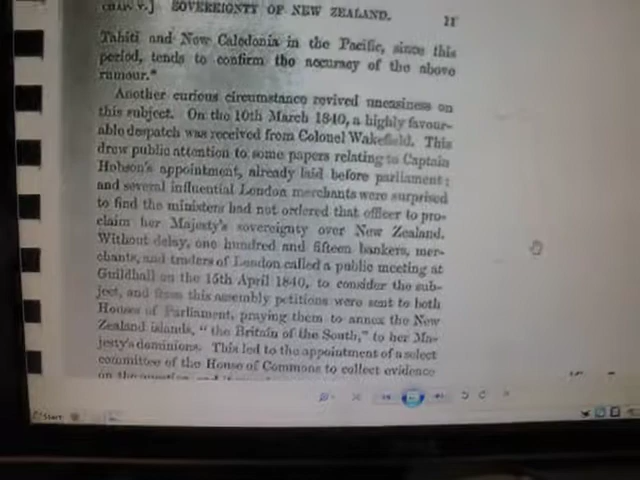 CHAP. V.] SOVEREIGNTY OF NEW ZEALAND. 11
Tahiti and New Caledonia in the Pacific, since this
period, tends to confirm the accuracy of the above
rumour.*
Another curious circumstance revived uneasiness on
this subject. On the 10th March 1840, a highly favour-
able despatch was received from Colonel Wakefield. This
drew public attention to some papers relating to Captain
Hobson's appointment, already laid before parliament;
and several influential London merchants were surprised
to find the ministers had not ordered that officer to pro-
claim her Majesty's sovereignty over New Zealand.
Without delay, one hundred and fifteen bankers, mer-
chants, and traders of London called a public meeting at
Guildhall on the 15th April 1840, to consider the sub-
ject, and from this assembly petitions were sent to both
Houses of Parliament, praying them to annex the New
Zealand islands, "the Britain of the South," to her Ma-
jesty's dominions. This led to the appointment of a select
committee of the House of Commons to collect evidence
on the question, and
Start